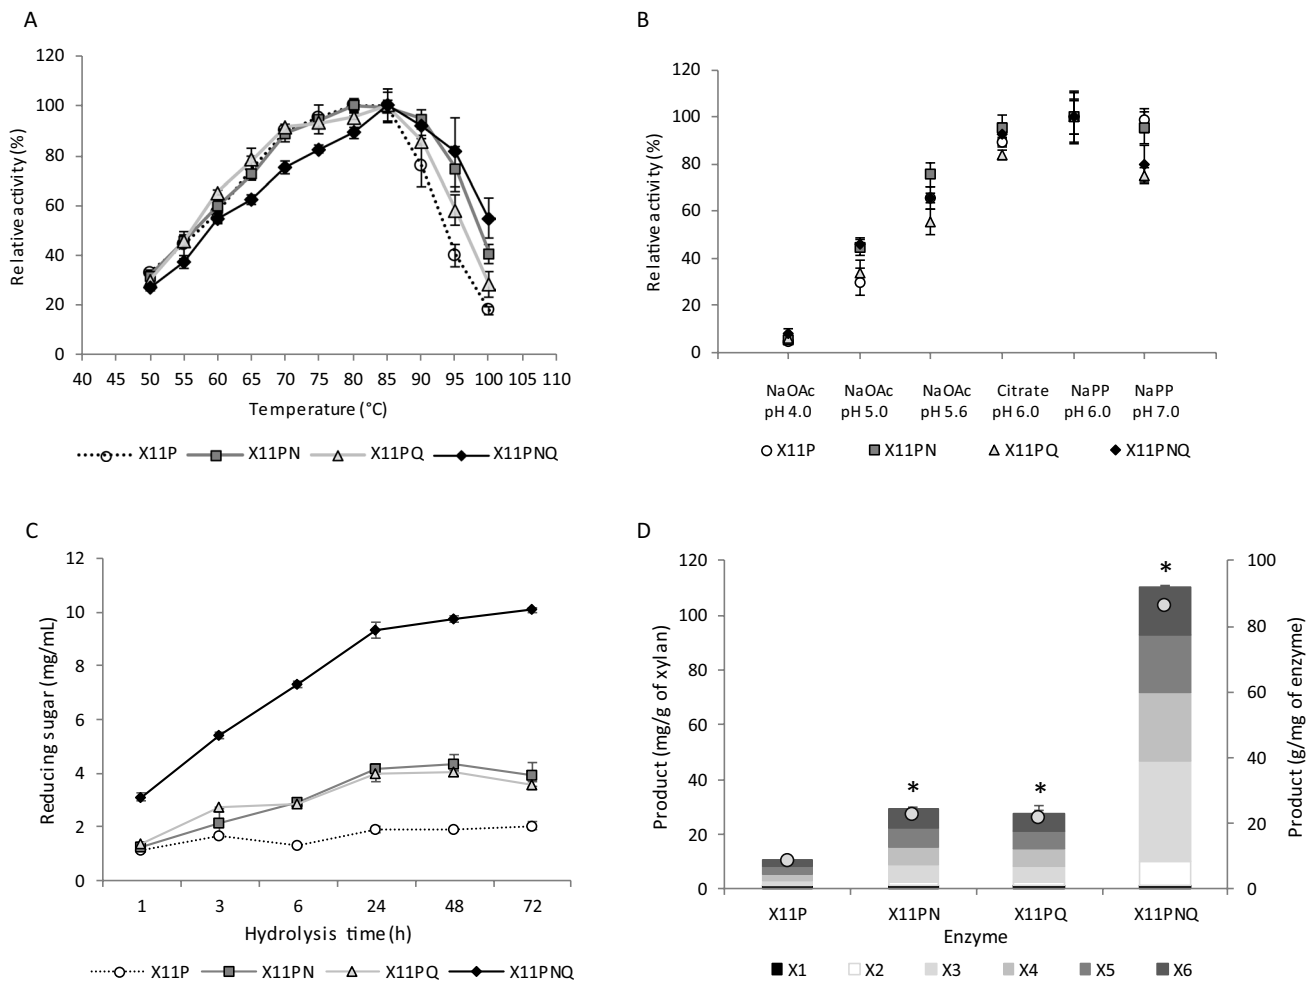 A
Relative activity (%)
120
100
80
60
40
20
0
40 45 50 55 60 65 70 75 80 85 90 95 100 105 110
Temperature (°C)
X11P X11PN X11PQ X11PNQ
B
Relative activity (%)
120
100
80
60
40
20
0
NaOAc NaOAc NaOAc Citrate NaPP NaPP
pH 4.0 pH 5.0 pH 5.6 pH 6.0 pH 6.0 pH 7.0
X11P X11PN X11PQ X11PNQ
C
Reducing sugar (mg/mL)
12
10
8
6
4
2
0
1 3 6 24 48 72
Hydrolysis time (h)
X11P X11PN X11PQ X11PNQ
D
Product (mg/g of xylan)
120
100
80
60
40
20
0
* * *
Product (g/mg of enzyme)
100
80
60
40
20
0
X11P X11PN X11PQ X11PNQ
Enzyme
X1 X2 X3 X4 X5 X6